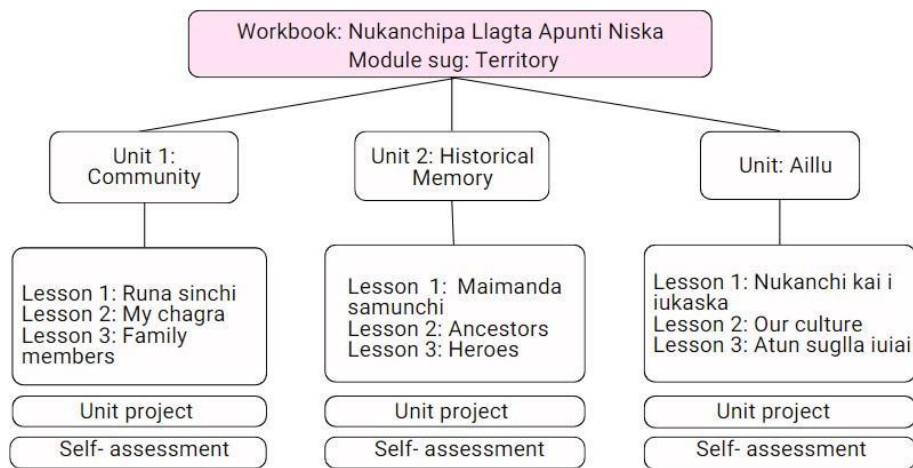 Workbook: Nukanchipa Llagta Apunti Niska
Module sug: Territory
Unit 1:
Community
Unit 2: Historical
Memory
Unit: Aillu
Lesson 1: Runa sinchi
Lesson 2: My chagra
Lesson 3: Family
members
Lesson 1: Maimanda
samunchi
Lesson 2: Ancestors
Lesson 3: Heroes
Lesson 1: Nukanchi kai i
iukaska
Lesson 2: Our culture
Lesson 3: Atun suglla iuiai
Unit project
Unit project
Unit project
Self- assessment
Self- assessment
Self- assessment